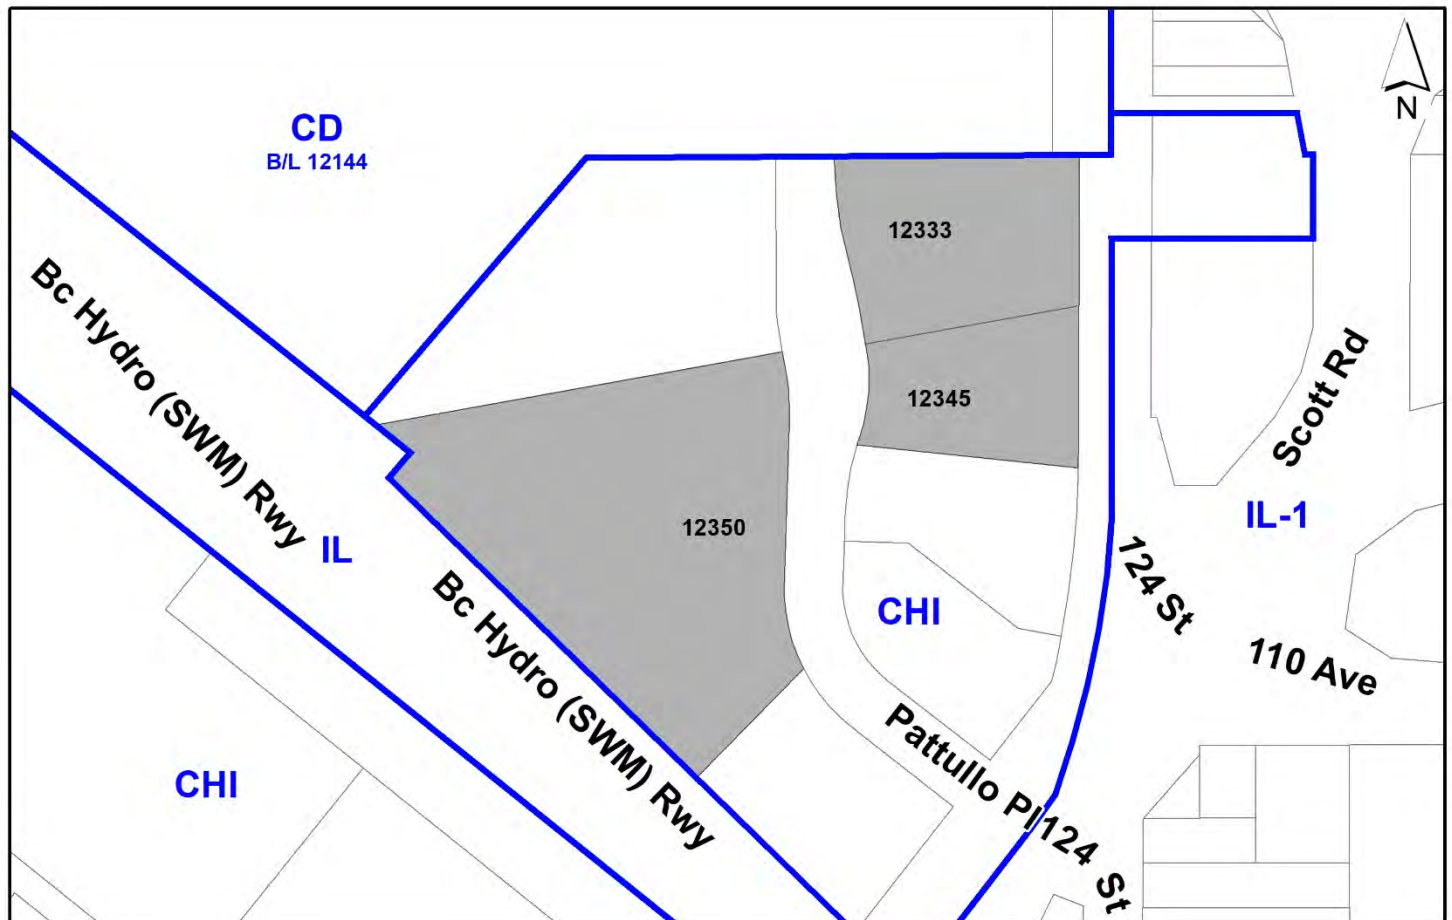 N
CD
B/L 12144
12333
Bc Hydro (SWM) Rwy
12345
Scott Rd
12350
IL-1
IL
124 St
CHI
Bc Hydro (SWM) Rwy
110 Ave
Pattullo Pl
CHI
124 St